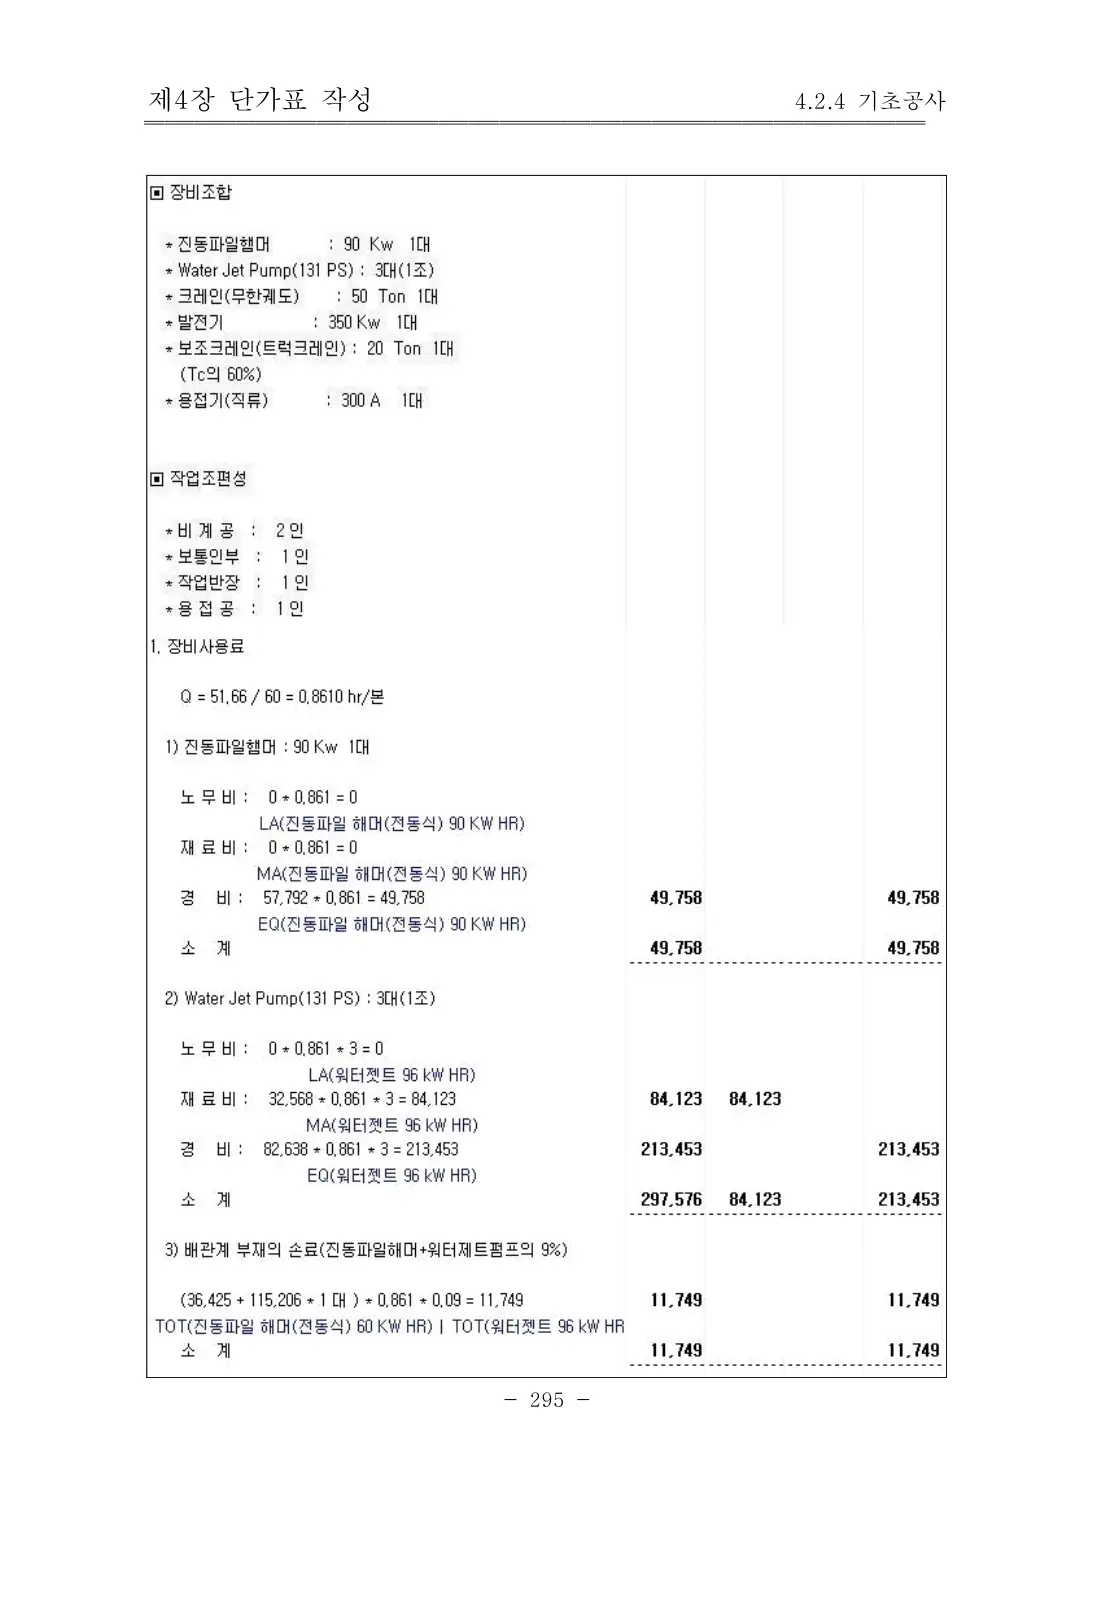 제4장 단가표 작성 4.2.4 기초공사
▣ 장비조합
* 진동파일햄머 : 90 Kw 1대
* Water Jet Pump(131 PS) : 3대(1조)
* 크레인(무한궤도) : 50 Ton 1대
* 발전기 : 350 Kw 1대
* 보조크레인(트럭크레인) : 20 Ton 1대
(Tc의 60%)
* 용접기(직류) : 300 A 1대
▣ 작업조편성
* 비 계 공 : 2 인
* 보통인부 : 1 인
* 작업반장 : 1 인
* 용 접 공 : 1 인
1. 장비사용료
Q = 51.66 / 60 = 0.8610 hr/본
1) 진동파일햄머 : 90 Kw 1대
노 무 비 : 0 * 0.861 = 0
LA(진동파일 해머(전동식) 90 KW HR)
재 료 비 : 0 * 0.861 = 0
MA(진동파일 해머(전동식) 90 KW HR)
경 비 : 57,792 * 0.861 = 49,758 49,758 49,758
EQ(진동파일 해머(전동식) 90 KW HR)
소 계 49,758 49,758
2) Water Jet Pump(131 PS) : 3대(1조)
노 무 비 : 0 * 0.861 * 3 = 0
LA(워터젯트 96 kW HR)
재 료 비 : 32,568 * 0.861 * 3 = 84,123 84,123 84,123
MA(워터젯트 96 kW HR)
경 비 : 82,638 * 0.861 * 3 = 213,453 213,453 213,453
EQ(워터젯트 96 kW HR)
소 계 297,576 84,123 213,453
3) 배관계 부재의 손료(진동파일해머+워터제트펌프의 9%)
(36,425 + 115,206 * 1 대 ) * 0.861 * 0.09 = 11,749 11,749 11,749
TOT(진동파일 해머(전동식) 60 KW HR) | TOT(워터젯트 96 kW HR
소 계 11,749 11,749
- 295 -